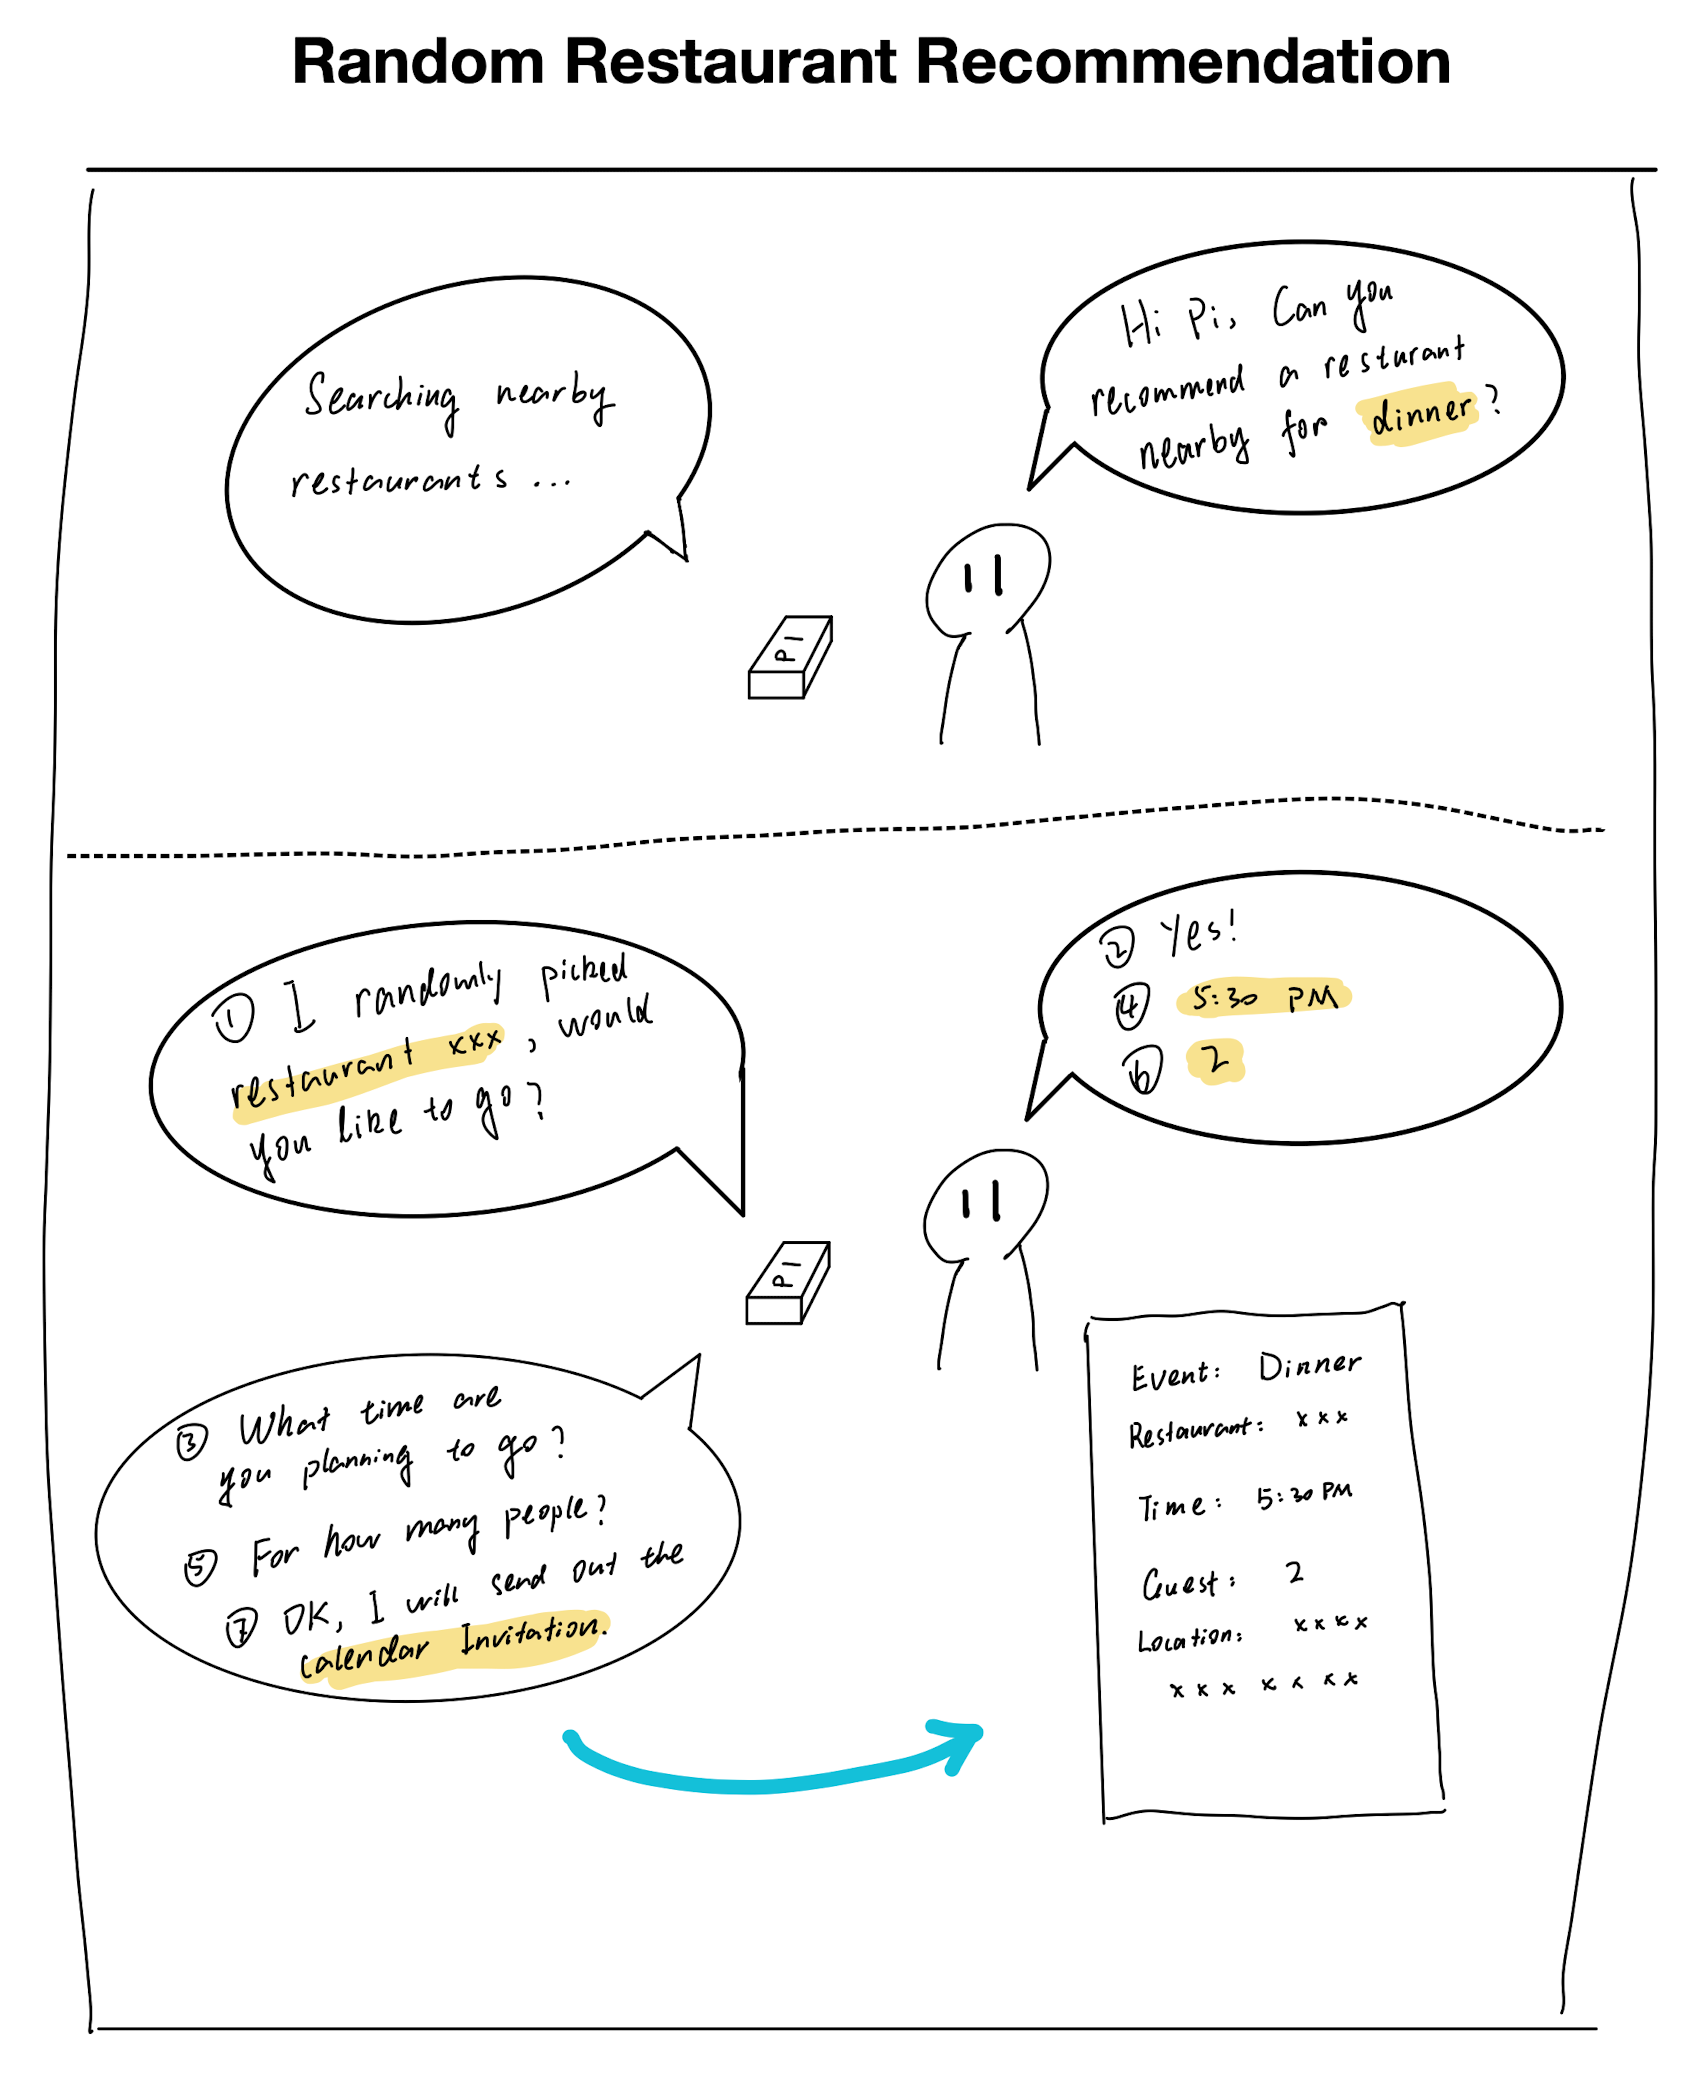 Random Restaurant Recommendation
Hi Pi, Can you
recommend a resturant
nearby for dinner?
Searching nearby
restaurants ...
PI
① I randomly picked
restaurant xxx, would
you like to go?
② Yes!
④ 5:30 PM
⑥ 2
PI
③ What time are
you planning to go?
⑤ For how many people?
⑦ OK, I will send out the
calendar Invitation.
Event: Dinner
Restaurant: xxx
Time: 5:30 PM
Guest: 2
Location: xxxx
xxx xx xx